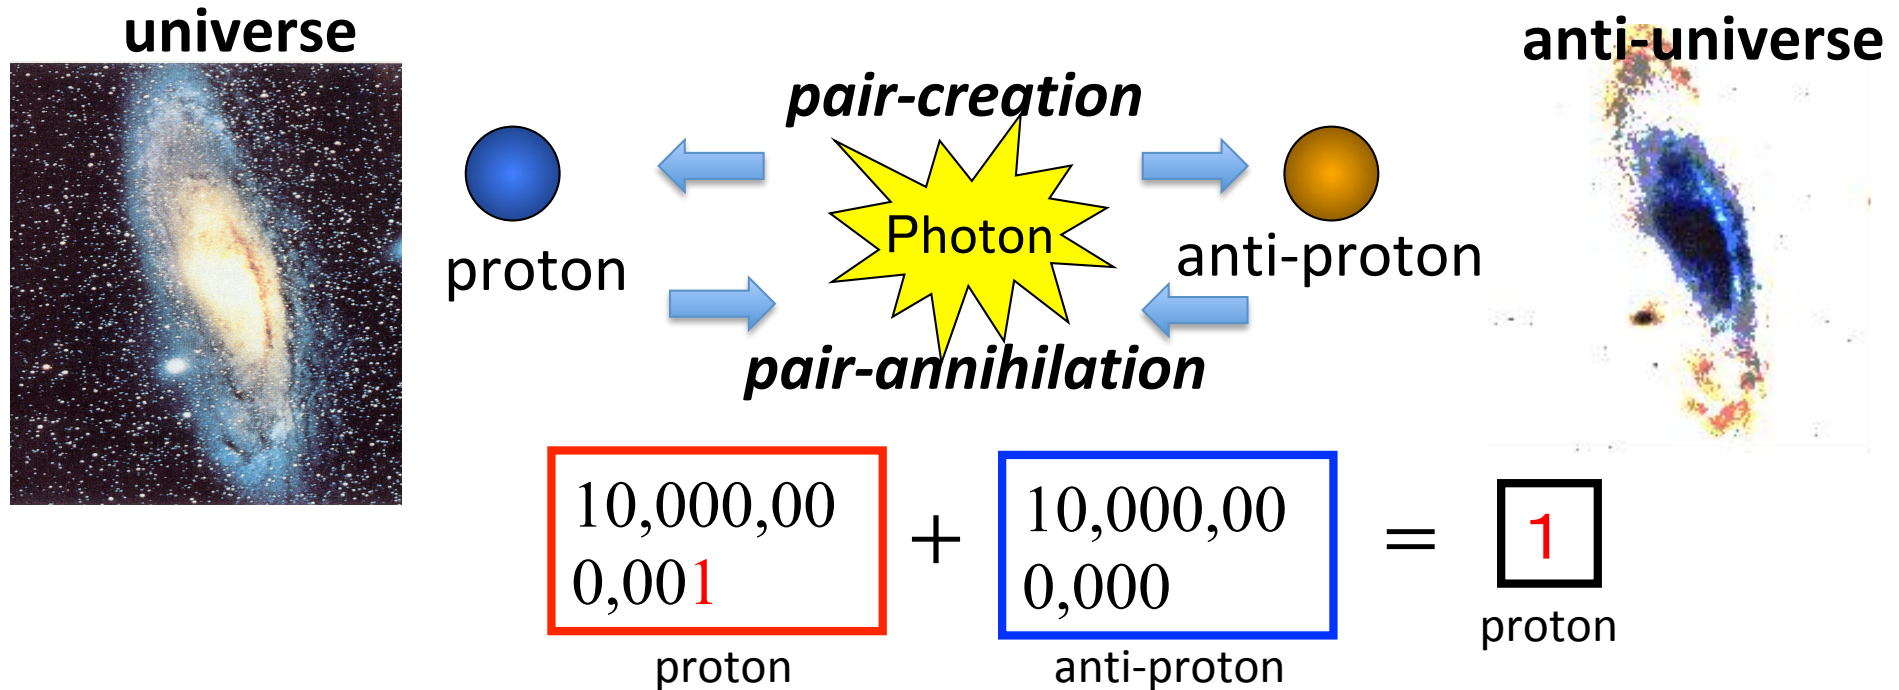 universe
anti-universe
pair-creation
Photon
proton
anti-proton
pair-annihilation
10,000,00
0,001
+
10,000,00
0,000
=
1
proton
anti-proton
proton